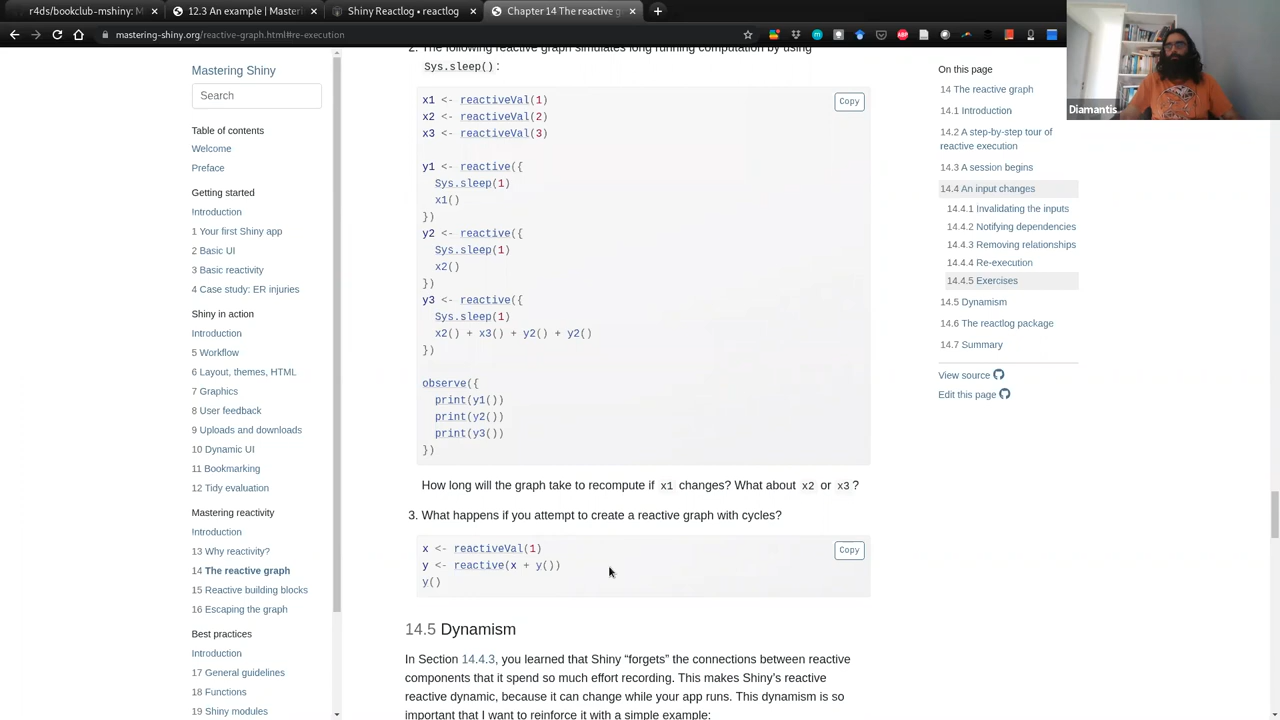 r4ds/bookclub-mshiny: M
12.3 An example | Masteri
Shiny Reactlog • reactlog
Chapter 14 The reactive g
mastering-shiny.org/reactive-graph.html#re-execution
Diamantis
Mastering Shiny
Search
Table of contents
Welcome
Preface
Getting started
Introduction
1 Your first Shiny app
2 Basic UI
3 Basic reactivity
4 Case study: ER injuries
Shiny in action
Introduction
5 Workflow
6 Layout, themes, HTML
7 Graphics
8 User feedback
9 Uploads and downloads
10 Dynamic UI
11 Bookmarking
12 Tidy evaluation
Mastering reactivity
Introduction
13 Why reactivity?
14 The reactive graph
15 Reactive building blocks
16 Escaping the graph
Best practices
Introduction
17 General guidelines
18 Functions
19 Shiny modules
2. The following reactive graph simulates long running computation by using
Sys.sleep():
Copy
x1 <- reactiveVal(1)
x2 <- reactiveVal(2)
x3 <- reactiveVal(3)
y1 <- reactive({
Sys.sleep(1)
x1()
})
y2 <- reactive({
Sys.sleep(1)
x2()
})
y3 <- reactive({
Sys.sleep(1)
x2() + x3() + y2() + y2()
})
observe({
print(y1())
print(y2())
print(y3())
})
How long will the graph take to recompute if x1 changes? What about x2 or x3?
3. What happens if you attempt to create a reactive graph with cycles?
Copy
x <- reactiveVal(1)
y <- reactive(x + y())
y()
14.5 Dynamism
In Section 14.4.3, you learned that Shiny “forgets” the connections between reactive
components that it spend so much effort recording. This makes Shiny’s reactive
reactive dynamic, because it can change while your app runs. This dynamism is so
important that I want to reinforce it with a simple example:
On this page
14 The reactive graph
14.1 Introduction
14.2 A step-by-step tour of
reactive execution
14.3 A session begins
14.4 An input changes
14.4.1 Invalidating the inputs
14.4.2 Notifying dependencies
14.4.3 Removing relationships
14.4.4 Re-execution
14.4.5 Exercises
14.5 Dynamism
14.6 The reactlog package
14.7 Summary
View source
Edit this page